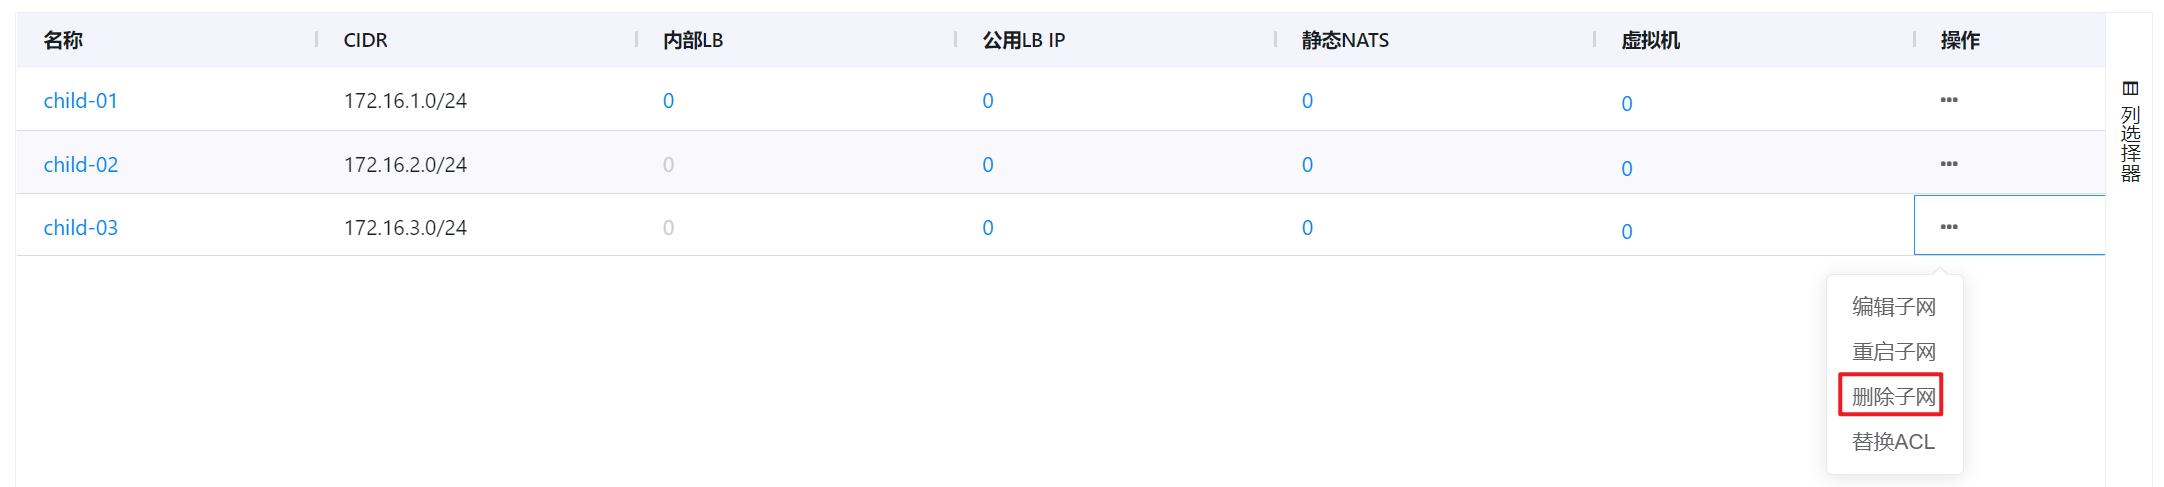 名称 CIDR 内部LB 公用LB IP 静态NATS 虚拟机 操作
child-01 172.16.1.0/24 0 0 0 0 ···
child-02 172.16.2.0/24 0 0 0 0 ···
child-03 172.16.3.0/24 0 0 0 0 ···
列选择器
编辑子网
重启子网
删除子网
替换ACL